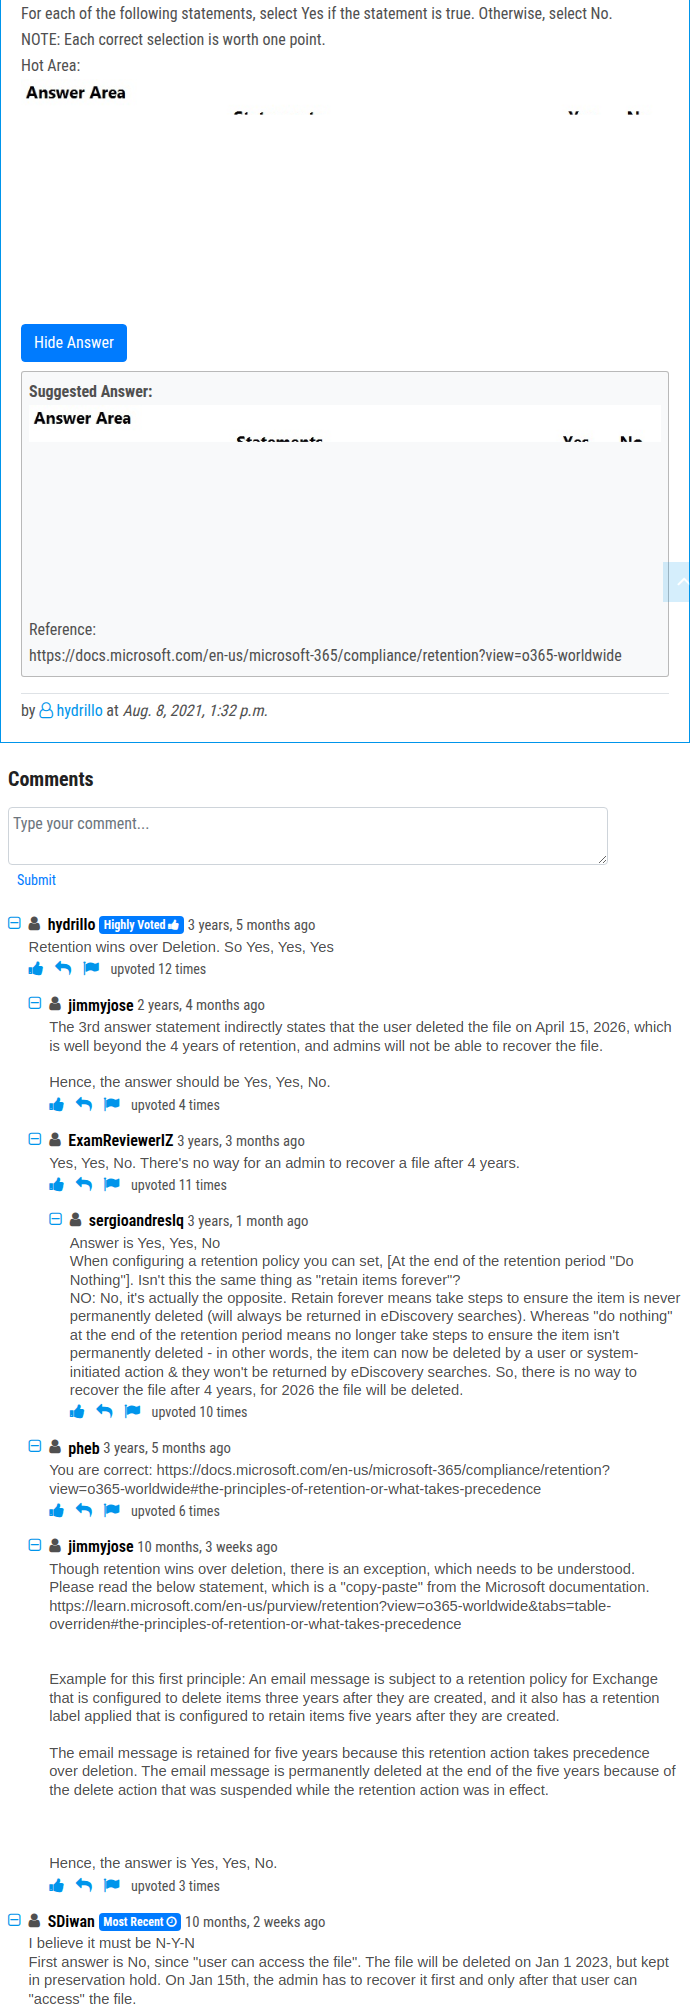 For each of the following statements, select Yes if the statement is true. Otherwise, select No.
NOTE: Each correct selection is worth one point.
Hot Area:
Answer Area
Hide Answer
Suggested Answer:
Answer Area
Statements Yes No
Reference:
https://docs.microsoft.com/en-us/microsoft-365/compliance/retention?view=o365-worldwide
by hydrillo at Aug. 8, 2021, 1:32 p.m.
Comments
Type your comment...
Submit
hydrillo Highly Voted 3 years, 5 months ago
Retention wins over Deletion. So Yes, Yes, Yes
upvoted 12 times
jimmyjose 2 years, 4 months ago
The 3rd answer statement indirectly states that the user deleted the file on April 15, 2026, which
is well beyond the 4 years of retention, and admins will not be able to recover the file.
Hence, the answer should be Yes, Yes, No.
upvoted 4 times
ExamReviewerIZ 3 years, 3 months ago
Yes, Yes, No. There's no way for an admin to recover a file after 4 years.
upvoted 11 times
sergioandreslq 3 years, 1 month ago
Answer is Yes, Yes, No
When configuring a retention policy you can set, [At the end of the retention period "Do
Nothing"]. Isn't this the same thing as "retain items forever"?
NO: No, it's actually the opposite. Retain forever means take steps to ensure the item is never
permanently deleted (will always be returned in eDiscovery searches). Whereas "do nothing"
at the end of the retention period means no longer take steps to ensure the item isn't
permanently deleted - in other words, the item can now be deleted by a user or system-
initiated action & they won't be returned by eDiscovery searches. So, there is no way to
recover the file after 4 years, for 2026 the file will be deleted.
upvoted 10 times
pheb 3 years, 5 months ago
You are correct: https://docs.microsoft.com/en-us/microsoft-365/compliance/retention?
view=o365-worldwide#the-principles-of-retention-or-what-takes-precedence
upvoted 6 times
jimmyjose 10 months, 3 weeks ago
Though retention wins over deletion, there is an exception, which needs to be understood.
Please read the below statement, which is a "copy-paste" from the Microsoft documentation.
https://learn.microsoft.com/en-us/purview/retention?view=o365-worldwide&tabs=table-
overriden#the-principles-of-retention-or-what-takes-precedence
Example for this first principle: An email message is subject to a retention policy for Exchange
that is configured to delete items three years after they are created, and it also has a retention
label applied that is configured to retain items five years after they are created.
The email message is retained for five years because this retention action takes precedence
over deletion. The email message is permanently deleted at the end of the five years because of
the delete action that was suspended while the retention action was in effect.
Hence, the answer is Yes, Yes, No.
upvoted 3 times
SDiwan Most Recent 10 months, 2 weeks ago
I believe it must be N-Y-N
First answer is No, since "user can access the file". The file will be deleted on Jan 1 2023, but kept
in preservation hold. On Jan 15th, the admin has to recover it first and only after that user can
"access" the file.